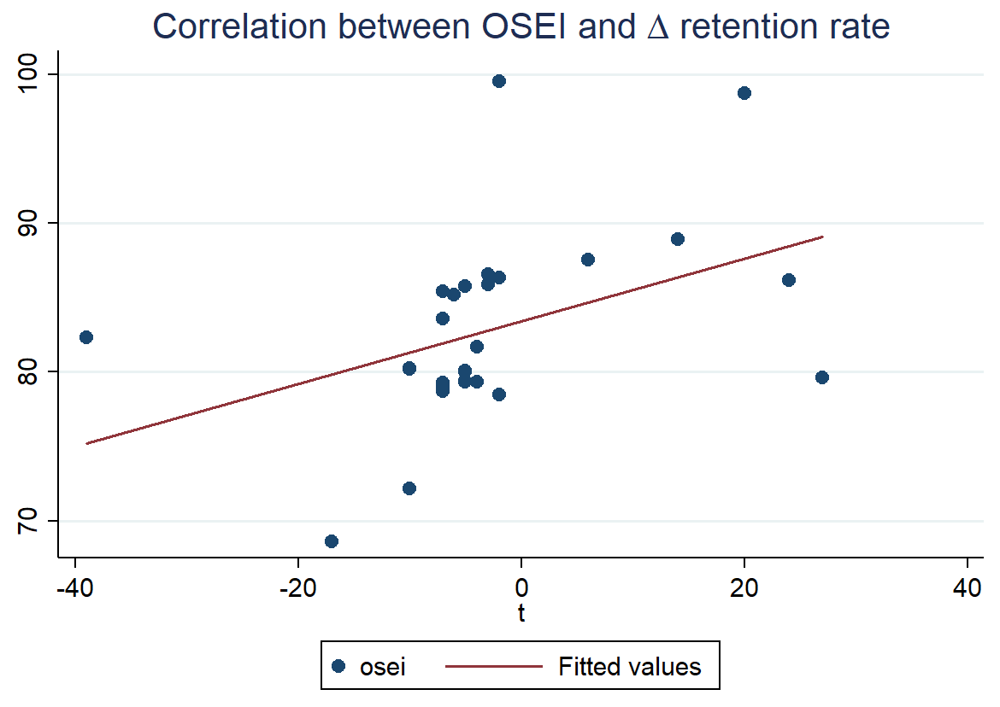 Correlation between OSEI and Δ retention rate
100
90
80
70
-40 -20 0 20 40
t
osei Fitted values